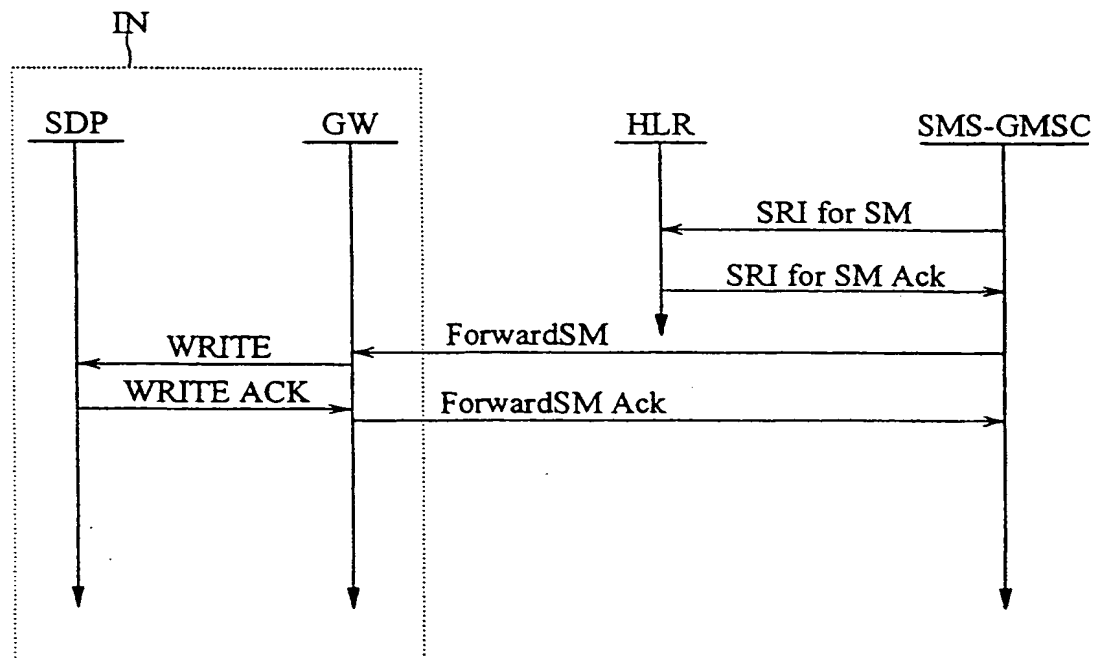 IN
SDP GW HLR SMS-GMSC
SRI for SM
SRI for SM Ack
ForwardSM
WRITE
WRITE ACK
ForwardSM Ack